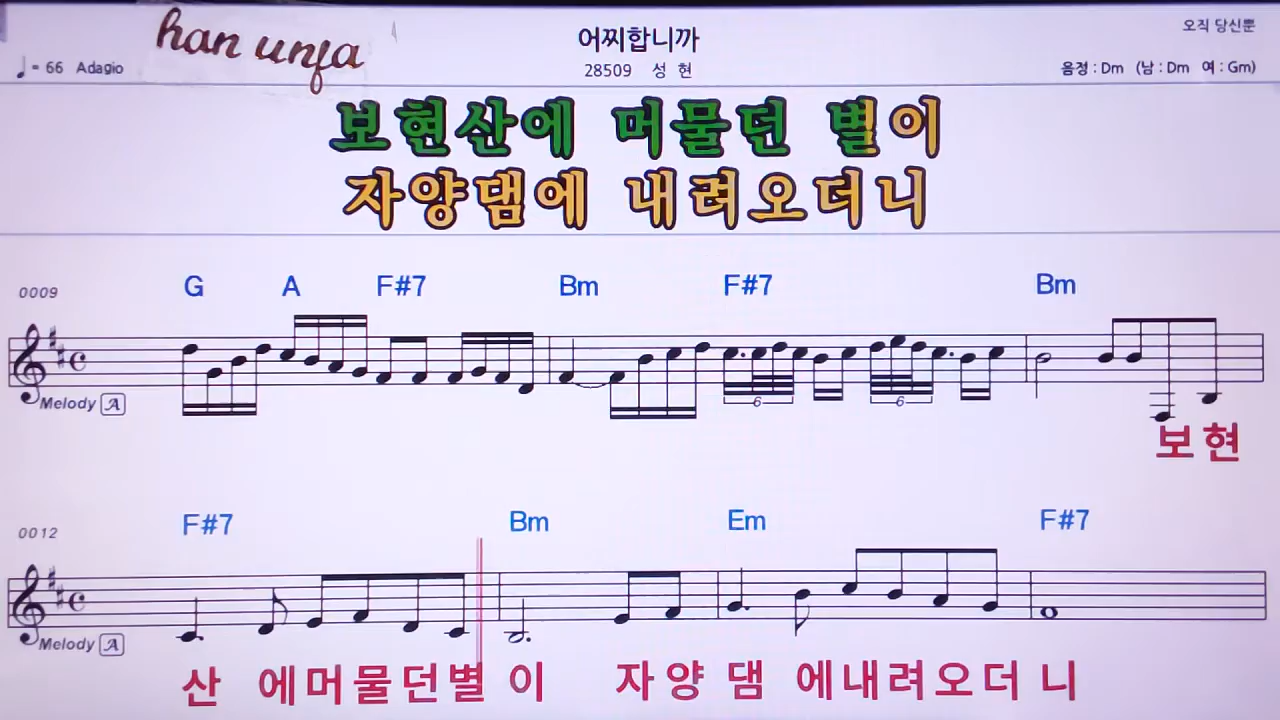 han unfa
어찌합니까
오직 당신뿐
♩= 66 Adagio
28509 성 현
음정 : Dm (남 : Dm 여 : Gm)
보현산에 머물던 별이
자양댐에 내려오더니
0009
G A F#7 Bm F#7 Bm
6 6
Melody A
보현
0012
F#7 Bm Em F#7
Melody A
산 에머물던별 이 자양 댐 에내려오더 니